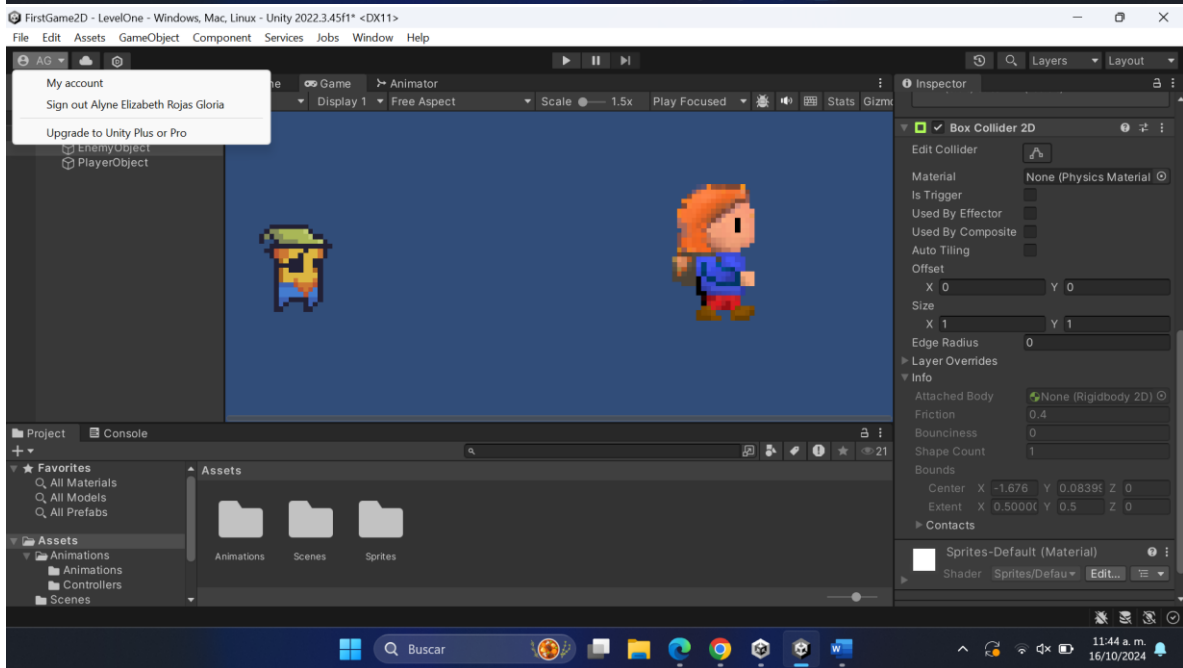 FirstGame2D - LevelOne - Windows, Mac, Linux - Unity 2022.3.45f1* <DX11>
File Edit Assets GameObject Component Services Jobs Window Help
AG
Layers Layout
My account
Sign out Alyne Elizabeth Rojas Gloria
Upgrade to Unity Plus or Pro
EnemyObject
PlayerObject
Game Animator
Display 1 Free Aspect Scale 1.5x Play Focused Stats
Inspector
Box Collider 2D
Edit Collider
Material None (Physics Material
Is Trigger
Used By Effector
Used By Composite
Auto Tiling
Offset
X 0 Y 0
Size
X 1 Y 1
Edge Radius 0
Layer Overrides
Info
Attached Body None (Rigidbody 2D)
Friction 0.4
Bounciness 0
Shape Count 1
Bounds
Center X -1.676 Y 0.0839 Z 0
Extent X 0.5000 Y 0.5 Z 0
Contacts
Sprites-Default (Material)
Shader Sprites/Defau Edit...
Project Console
21
Favorites
All Materials
All Models
All Prefabs
Assets
Animations
Animations
Controllers
Scenes
Assets
Animations Scenes Sprites
Buscar
11:44 a. m.
16/10/2024